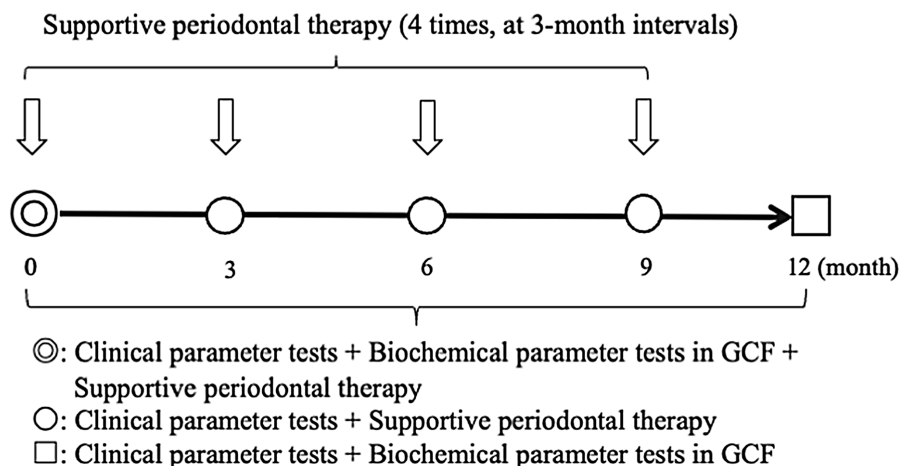 Supportive periodontal therapy (4 times, at 3-month intervals)
0 3 6 9 12 (month)
◎: Clinical parameter tests + Biochemical parameter tests in GCF +
Supportive periodontal therapy
○: Clinical parameter tests + Supportive periodontal therapy
□: Clinical parameter tests + Biochemical parameter tests in GCF